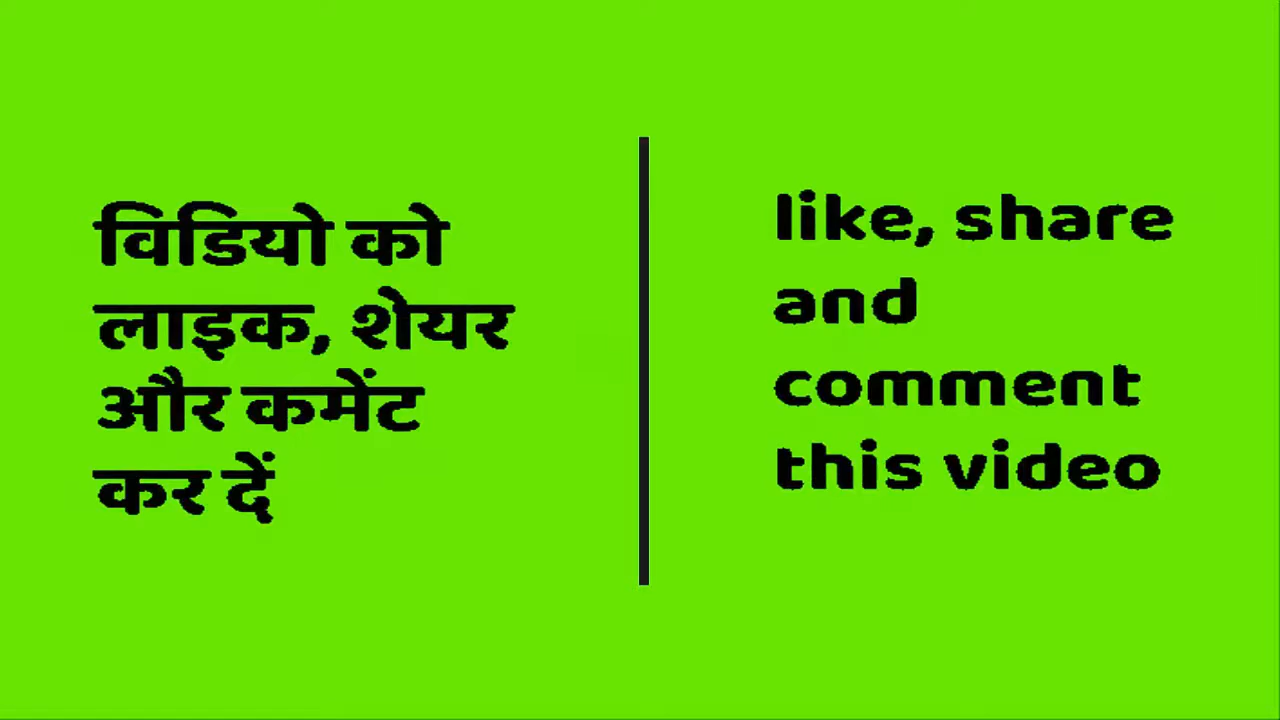 विडियो को
लाइक, शेयर
और कमेंट
कर दें
like, share
and
comment
this video